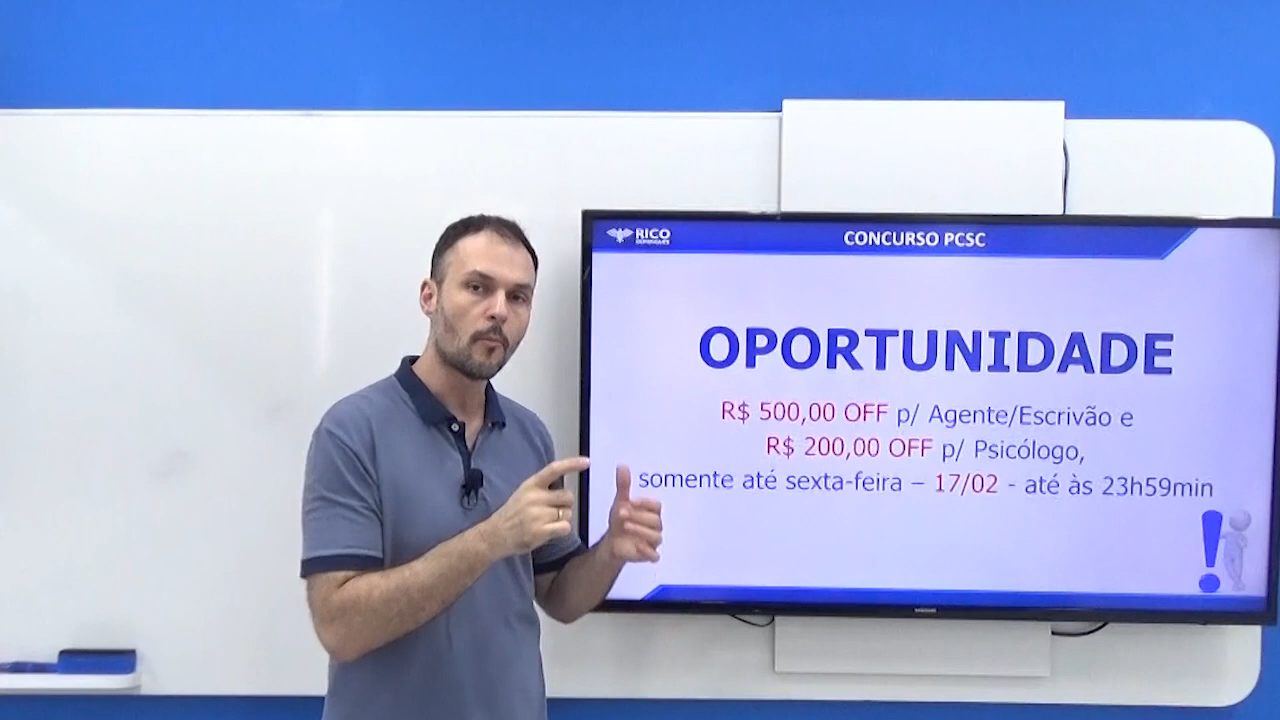 RICO
DOMINGUES
CONCURSO PCSC
OPORTUNIDADE
R$ 500,00 OFF p/ Agente/Escrivão e
R$ 200,00 OFF p/ Psicólogo,
somente até sexta-feira – 17/02 - até às 23h59min